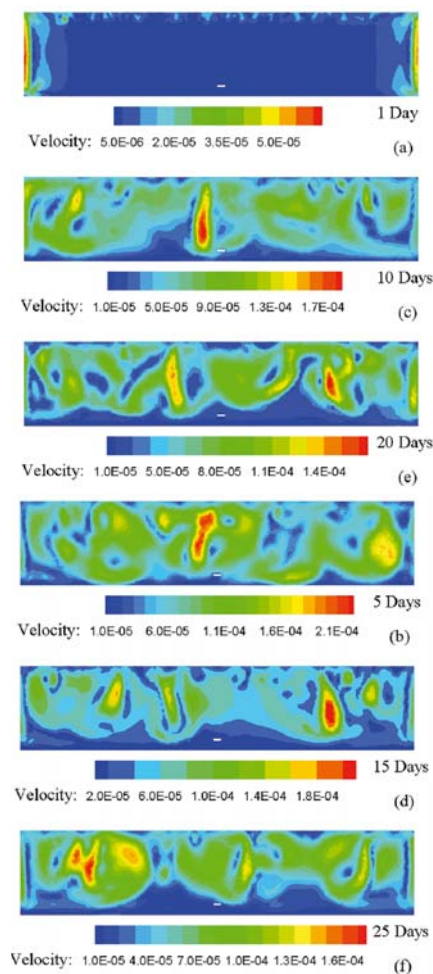 1 Day
Velocity: 5.0E-06 2.0E-05 3.5E-05 5.0E-05
(a)
10 Days
Velocity: 1.0E-05 5.0E-05 9.0E-05 1.3E-04 1.7E-04
(c)
20 Days
Velocity: 1.0E-05 5.0E-05 8.0E-05 1.1E-04 1.4E-04
(e)
5 Days
Velocity: 1.0E-05 6.0E-05 1.1E-04 1.6E-04 2.1E-04
(b)
15 Days
Velocity: 2.0E-05 6.0E-05 1.0E-04 1.4E-04 1.8E-04
(d)
25 Days
Velocity: 1.0E-05 4.0E-05 7.0E-05 1.0E-04 1.3E-04 1.6E-04
(f)